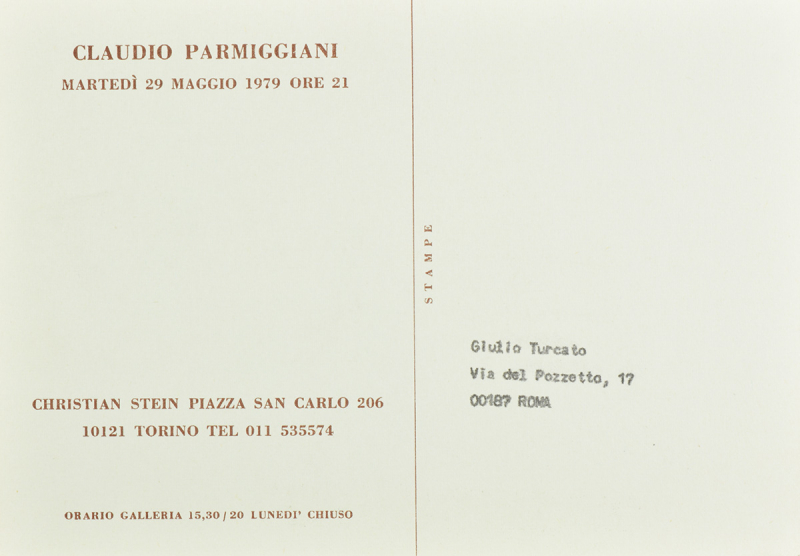 CLAUDIO PARMIGGIANI
MARTEDÌ 29 MAGGIO 1979 ORE 21
CHRISTIAN STEIN PIAZZA SAN CARLO 206
10121 TORINO TEL 011 535574
ORARIO GALLERIA 15,30/20 LUNEDI' CHIUSO
STAMPE
Giulio Turcato
Via del Pozzetto, 17
00187 ROMA